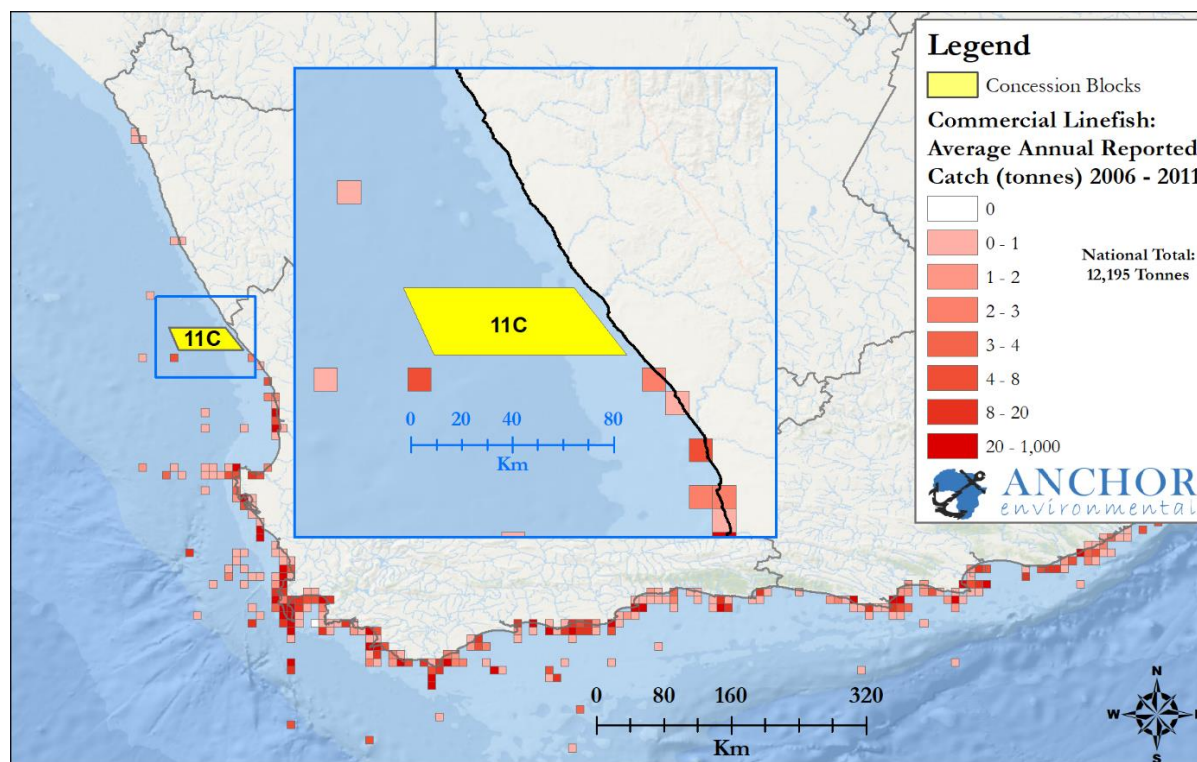 Legend
Concession Blocks
Commercial Linefish:
Average Annual Reported
Catch (tonnes) 2006 - 2011
0
0 - 1
1 - 2
2 - 3
3 - 4
4 - 8
8 - 20
20 - 1,000
National Total:
12,195 Tonnes
ANCHOR
environmental
11C
11C
0 20 40 80
Km
0 80 160 320
Km
N
W E
S